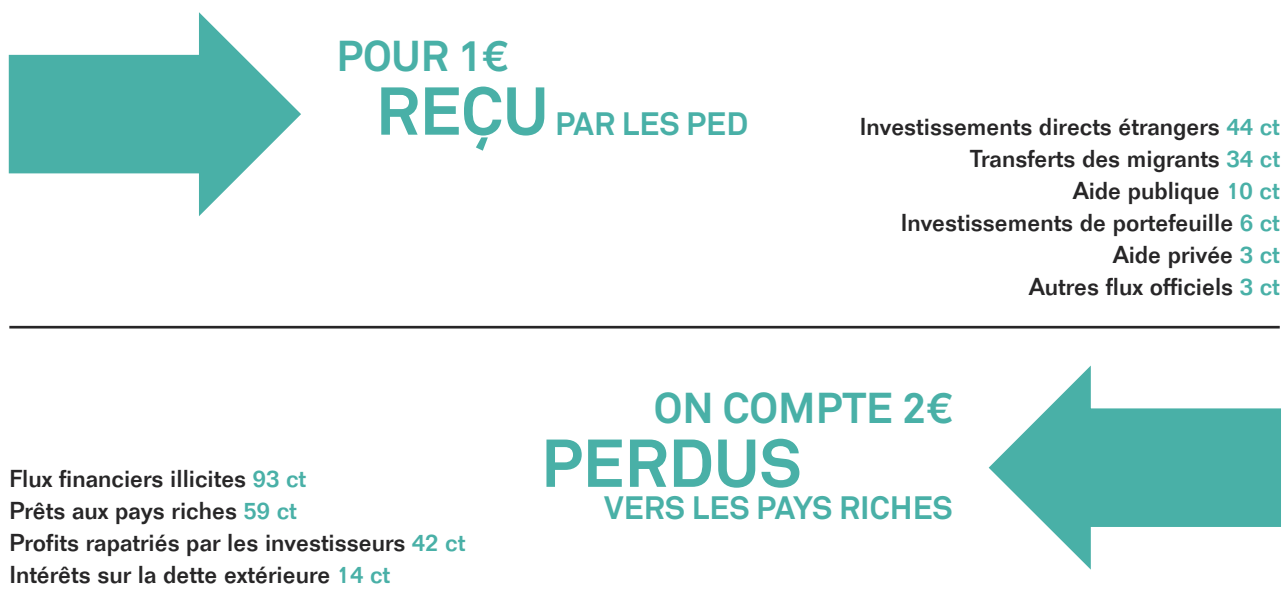 POUR 1€
REÇU PAR LES PED
Investissements directs étrangers 44 ct
Transferts des migrants 34 ct
Aide publique 10 ct
Investissements de portefeuille 6 ct
Aide privée 3 ct
Autres flux officiels 3 ct
ON COMPTE 2€
PERDUS
VERS LES PAYS RICHES
Flux financiers illicites 93 ct
Prêts aux pays riches 59 ct
Profits rapatriés par les investisseurs 42 ct
Intérêts sur la dette extérieure 14 ct